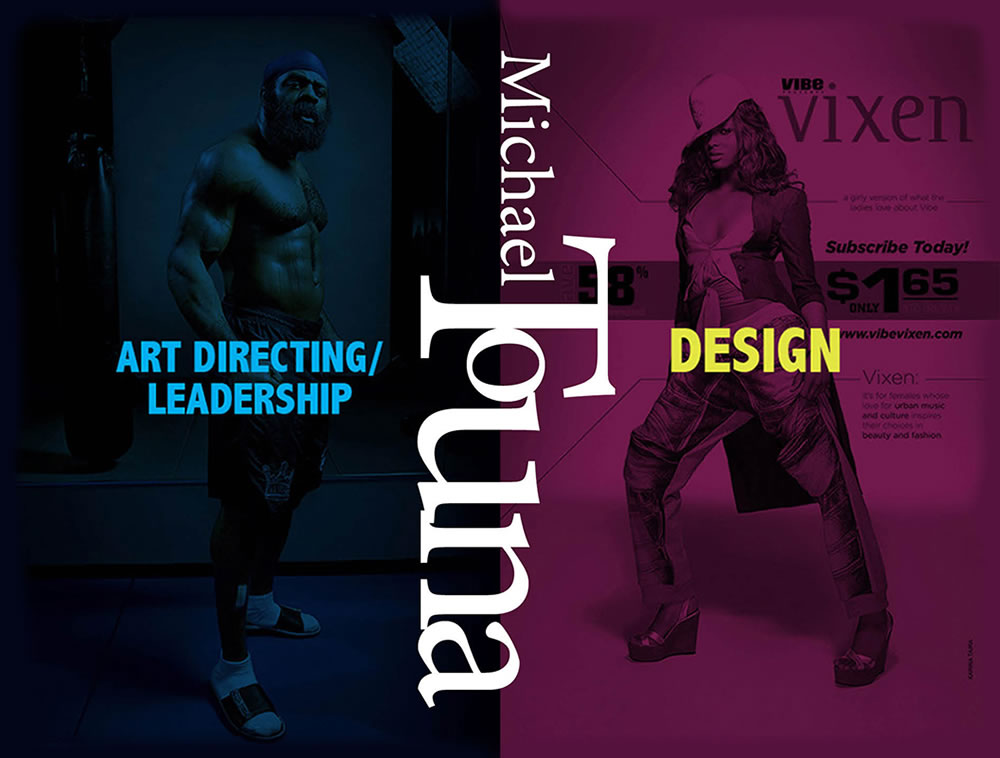 Michael
Touna
ART DIRECTING/
LEADERSHIP
DESIGN
VIBE
PRESENTS
vixen
a girly version of what the
ladies love about Vibe
Subscribe Today!
58%
$165
ONLY
www.vibevixen.com
Vixen:
it's for females whose
love for urban music
and culture inspires
their choices in
beauty and fashion